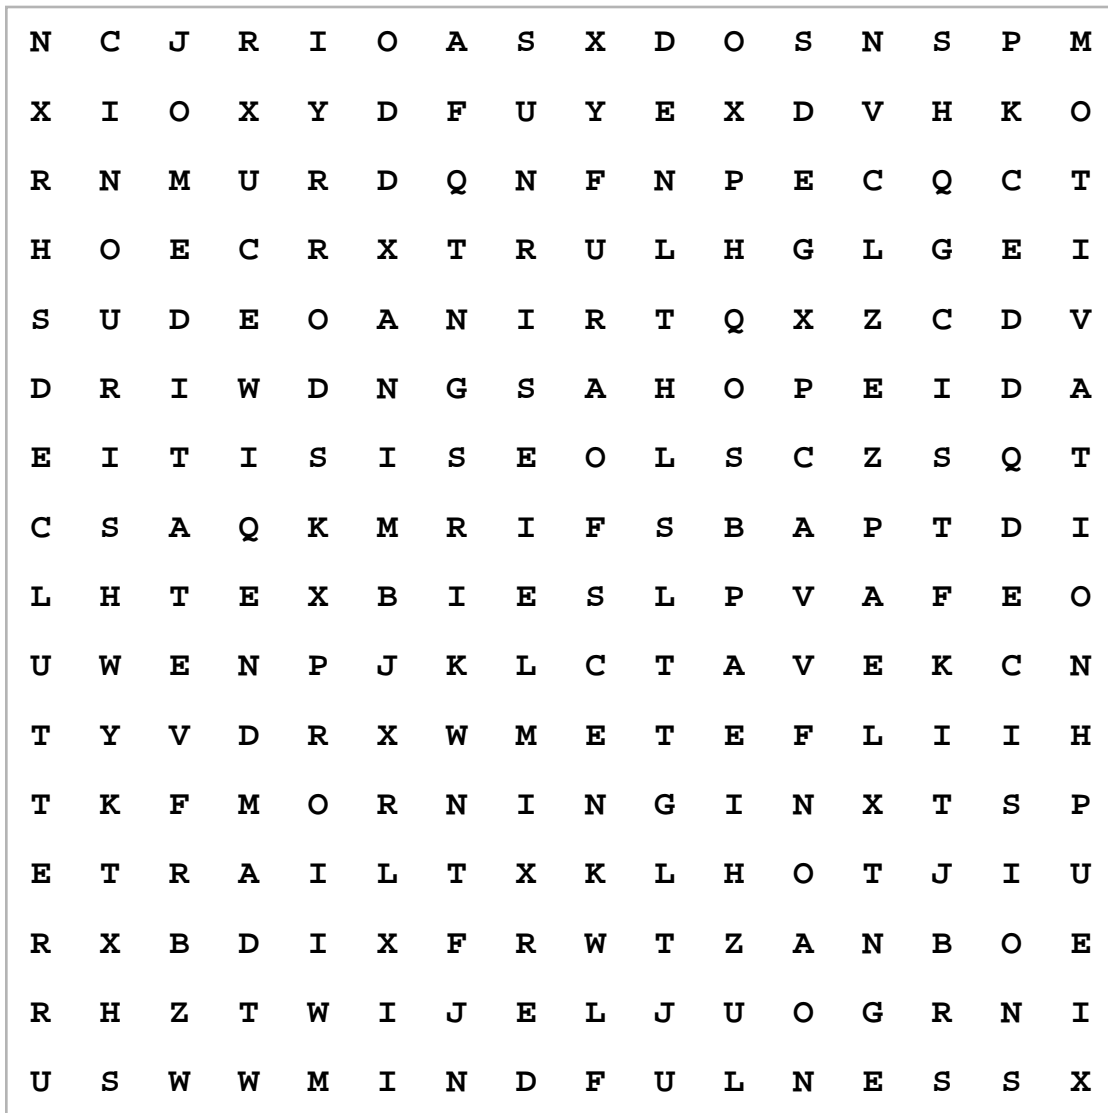 N C J R I O A S X D O S N S P M
X I O X Y D F U Y E X D V H K O
R N M U R D Q N F N P E C Q C T
H O E C R X T R U L H G L G E I
S U D E O A N I R T Q X Z C D V
D R I W D N G S A H O P E I D A
E I T I S I S E O L S C Z S Q T
C S A Q K M R I F S B A P T D I
L H T E X B I E S L P V A F E O
U W E N P J K L C T A V E K C N
T Y V D R X W M E T E F L I I H
T K F M O R N I N G I N X T S P
E T R A I L T X K L H O T J I U
R X B D I X F R W T Z A N B O E
R H Z T W I J E L J U O G R N I
U S W W M I N D F U L N E S S X